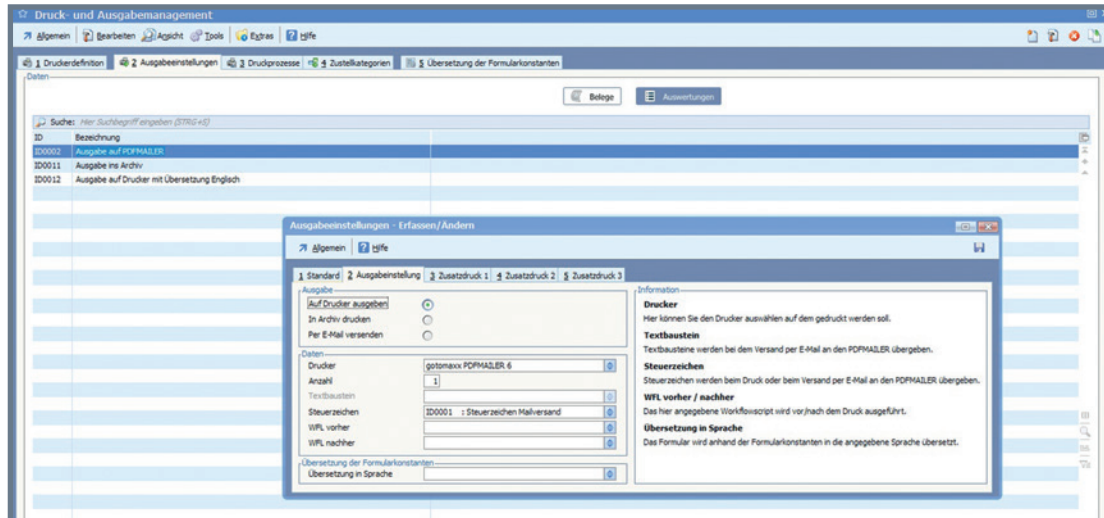 Druck- und Ausgabemanagement
Allgemein Bearbeiten Ansicht Tools Extras Hilfe
1 Druckerdefinition 2 Ausgabeeinstellungen 3 Druckprozesse 4 Zustellkategorien 5 Übersetzung der Formularkonstanten
Daten
Belege Auswertungen
Suche: Hier Suchbegriff eingeben (STRG+S)
ID Bezeichnung
ID0002 Ausgabe auf PDFMAILER
ID0011 Ausgabe ins Archiv
ID0012 Ausgabe auf Drucker mit Übersetzung Englisch
Ausgabeeinstellungen - Erfassen/Ändern
Allgemein Hilfe
1 Standard 2 Ausgabeinstellung 3 Zusatzdruck 1 4 Zusatzdruck 2 5 Zusatzdruck 3
Ausgabe
Auf Drucker ausgeben
In Archiv drucken
Per E-Mail versenden
Daten
Drucker gotomaxx PDFMAILER 6
Anzahl 1
Textbaustein
Steuerzeichen ID0001 : Steuerzeichen Mailversand
WFL vorher
WFL nachher
Übersetzung der Formularkonstanten
Übersetzung in Sprache
Information
Drucker
Hier können Sie den Drucker auswählen auf dem gedruckt werden soll.
Textbaustein
Textbausteine werden bei dem Versand per E-Mail an den PDFMAILER übergeben.
Steuerzeichen
Steuerzeichen werden beim Druck oder beim Versand per E-Mail an den PDFMAILER übergeben.
WFL vorher / nachher
Das hier angegebene Workflowscript wird vor/nach dem Druck ausgeführt.
Übersetzung in Sprache
Das Formular wird anhand der Formularkonstanten in die angegebene Sprache übersetzt.